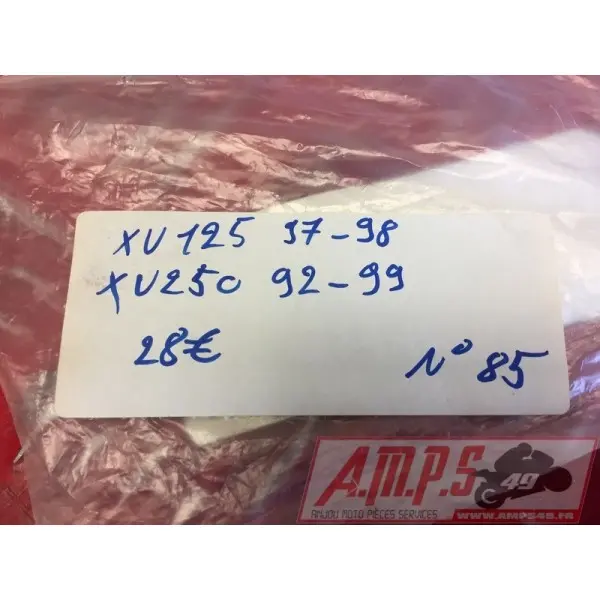 XV125 97-98
XV250 92-99
28€
N° 85
A.M.P.S 49
ANJOU MOTO PIÈCES SERVICES
WWW.AMPS49.FR